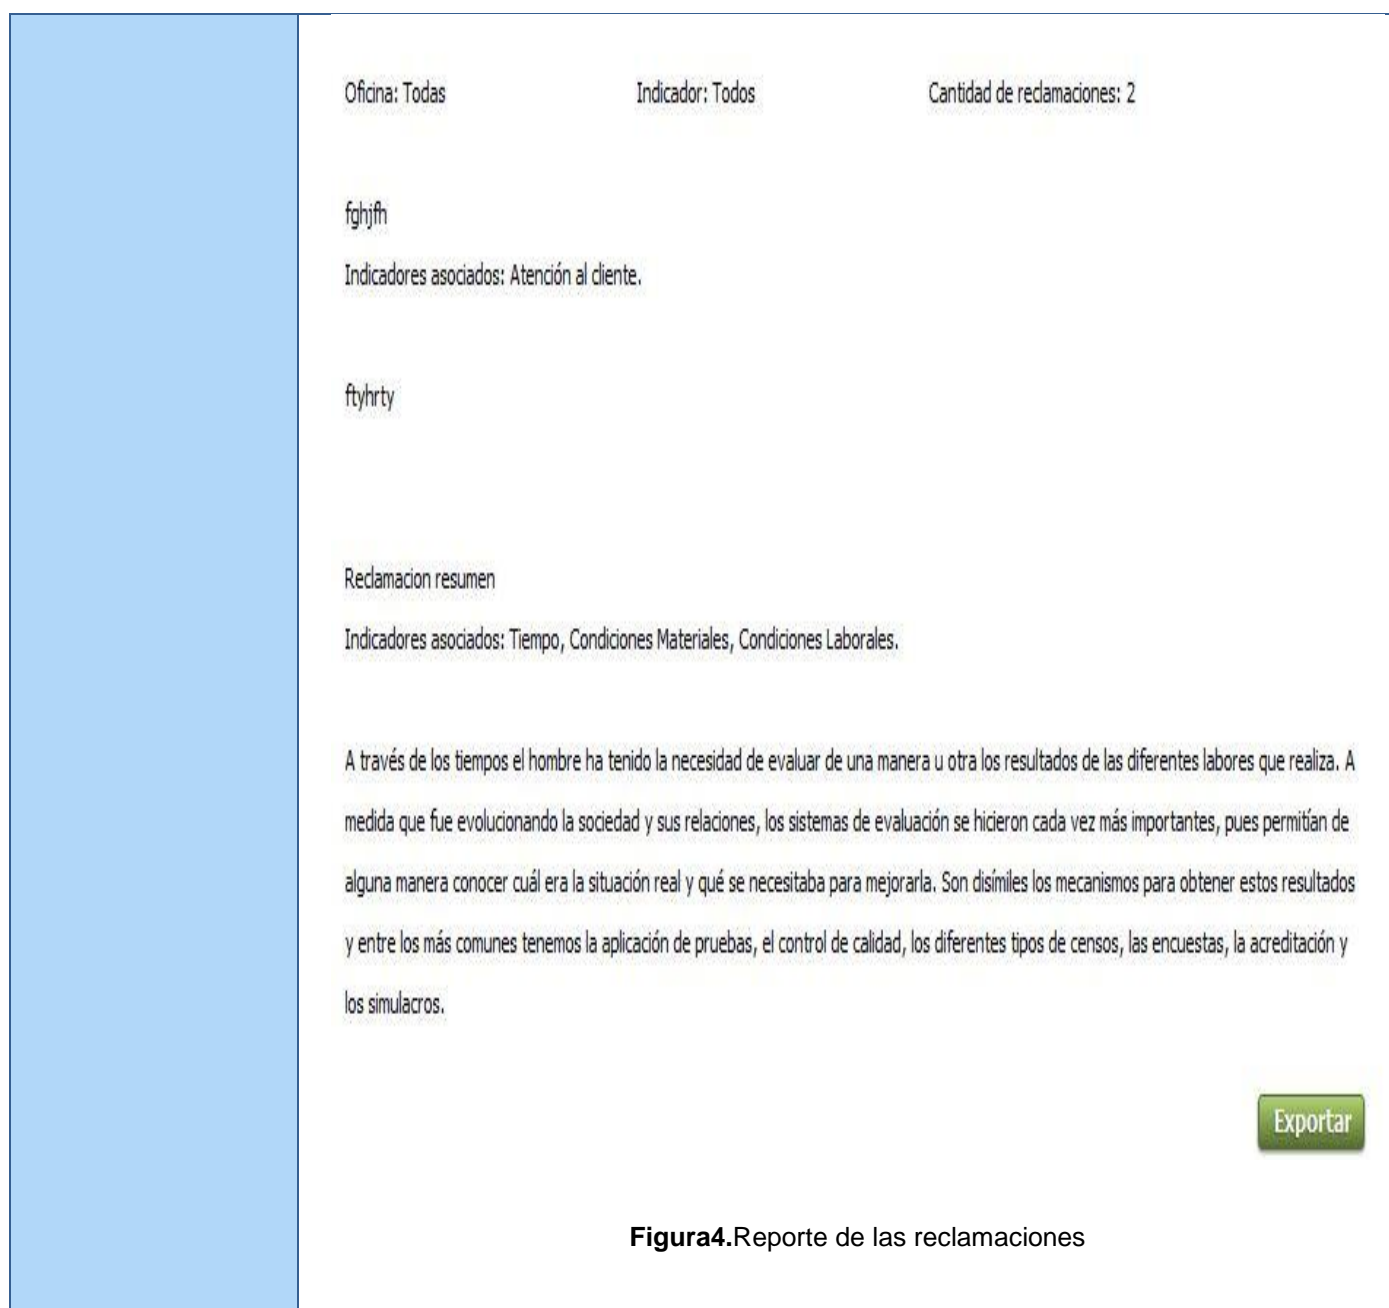 Oficina: Todas Indicador: Todos Cantidad de reclamaciones: 2
fghjfh
Indicadores asociados: Atención al cliente.
ftyhrty
Reclamacion resumen
Indicadores asociados: Tiempo, Condiciones Materiales, Condiciones Laborales.
A través de los tiempos el hombre ha tenido la necesidad de evaluar de una manera u otra los resultados de las diferentes labores que realiza. A
medida que fue evolucionando la sociedad y sus relaciones, los sistemas de evaluación se hicieron cada vez más importantes, pues permitían de
alguna manera conocer cuál era la situación real y qué se necesitaba para mejorarla. Son disímiles los mecanismos para obtener estos resultados
y entre los más comunes tenemos la aplicación de pruebas, el control de calidad, los diferentes tipos de censos, las encuestas, la acreditación y
los simulacros.
Exportar
Figura4.Reporte de las reclamaciones